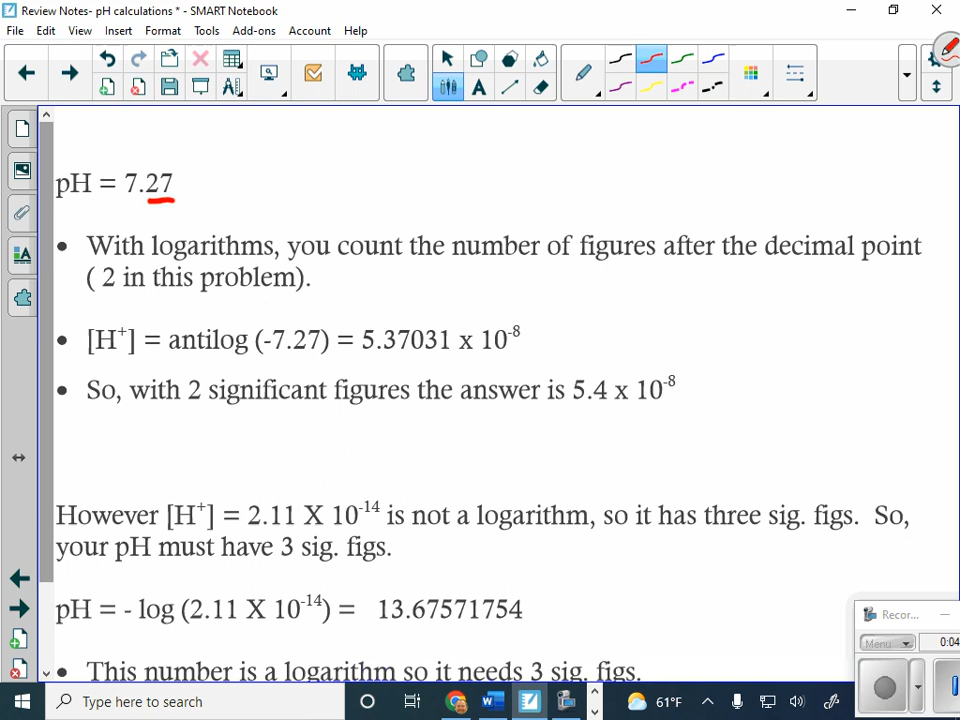 Review Notes- pH calculations * - SMART Notebook
File Edit View Insert Format Tools Add-ons Account Help
pH = 7.27
• With logarithms, you count the number of figures after the decimal point
( 2 in this problem).
• [H⁺] = antilog (-7.27) = 5.37031 x 10⁻⁸
• So, with 2 significant figures the answer is 5.4 x 10⁻⁸
However [H⁺] = 2.11 X 10⁻¹⁴ is not a logarithm, so it has three sig. figs. So,
your pH must have 3 sig. figs.
pH = - log (2.11 X 10⁻¹⁴) = 13.67571754
• This number is a logarithm so it needs 3 sig. figs.
Recor...
Menu
0:04
Type here to search
61°F